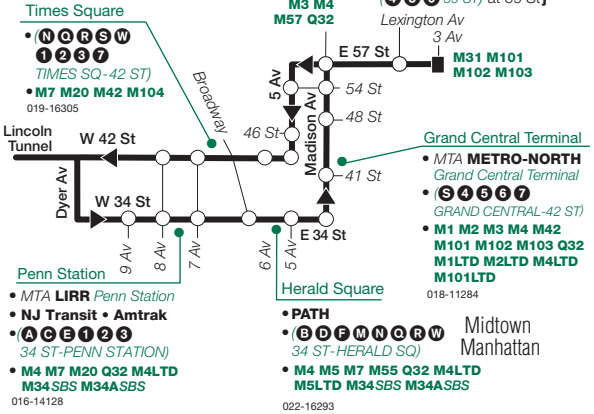 Times Square
• (N Q R S W
1 2 3 7
TIMES SQ-42 ST)
• M7 M20 M42 M104
019-16305
M3 M4
M57 Q32
at 59 St]
Lexington Av
3 Av
E 57 St
M31 M101
M102 M103
5 Av
Broadway
Madison Av
54 St
48 St
46 St
41 St
Lincoln
Tunnel
W 42 St
Dyer Av
W 34 St
E 34 St
9 Av
8 Av
7 Av
6 Av
5 Av
Grand Central Terminal
• MTA METRO-NORTH
Grand Central Terminal
• (S 4 5 6 7
GRAND CENTRAL-42 ST)
• M1 M2 M3 M4 M42
M101 M102 M103 Q32
M1LTD M2LTD M4LTD
M101LTD
018-11284
Penn Station
• MTA LIRR Penn Station
• NJ Transit • Amtrak
• (A C E 1 2 3
34 ST-PENN STATION)
• M4 M7 M20 Q32 M4LTD
M34SBS M34ASBS
016-14128
Herald Square
• PATH
• (B D F M N Q R W
34 ST-HERALD SQ)
• M4 M5 M7 M55 Q32 M4LTD
M5LTD M34SBS M34ASBS
022-16293
Midtown
Manhattan